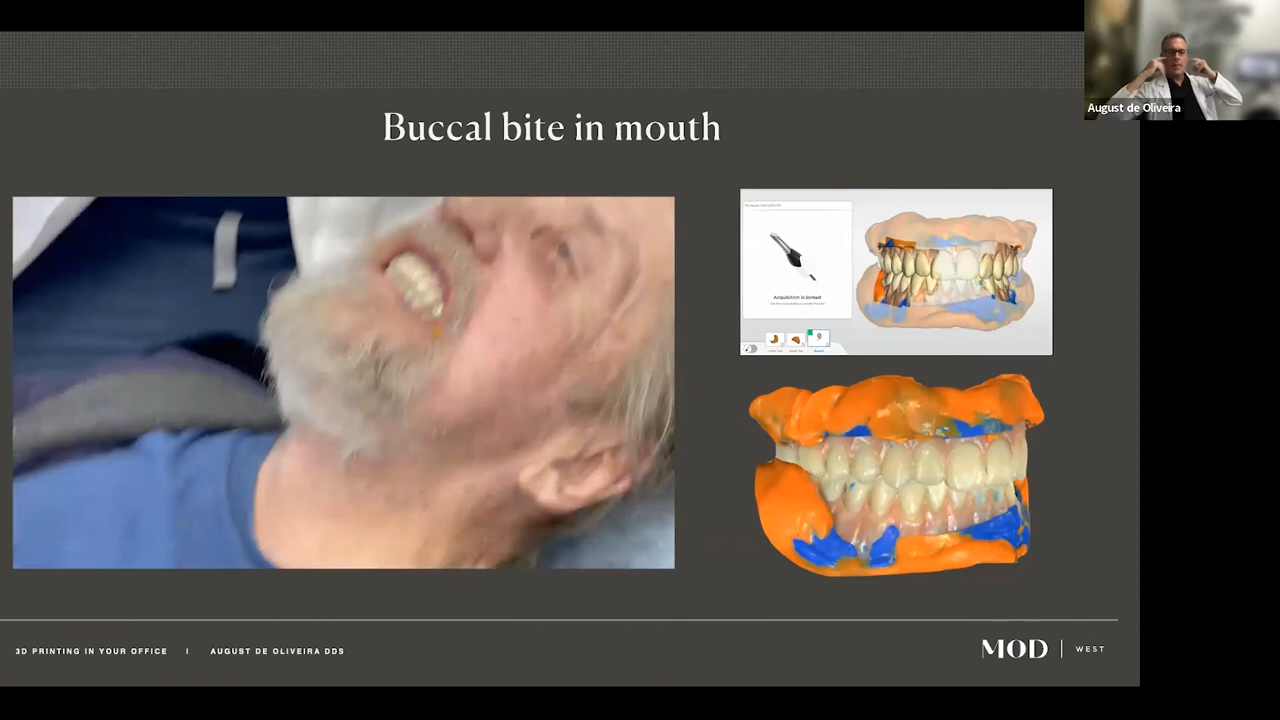 August de Oliveira
Buccal bite in mouth
Acquisition is locked
3D PRINTING IN YOUR OFFICE | AUGUST DE OLIVEIRA DDS
MOD | WEST